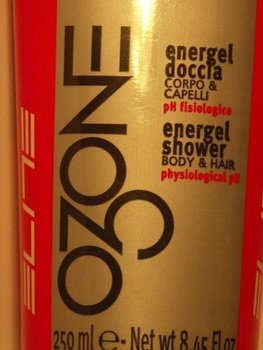 ELITE
OZONE
energel
doccia
CORPO &
CAPELLI
pH fisiologico
energel
shower
BODY & HAIR
physiological pH
250 ml e - Net wt 8.45 Fl oz